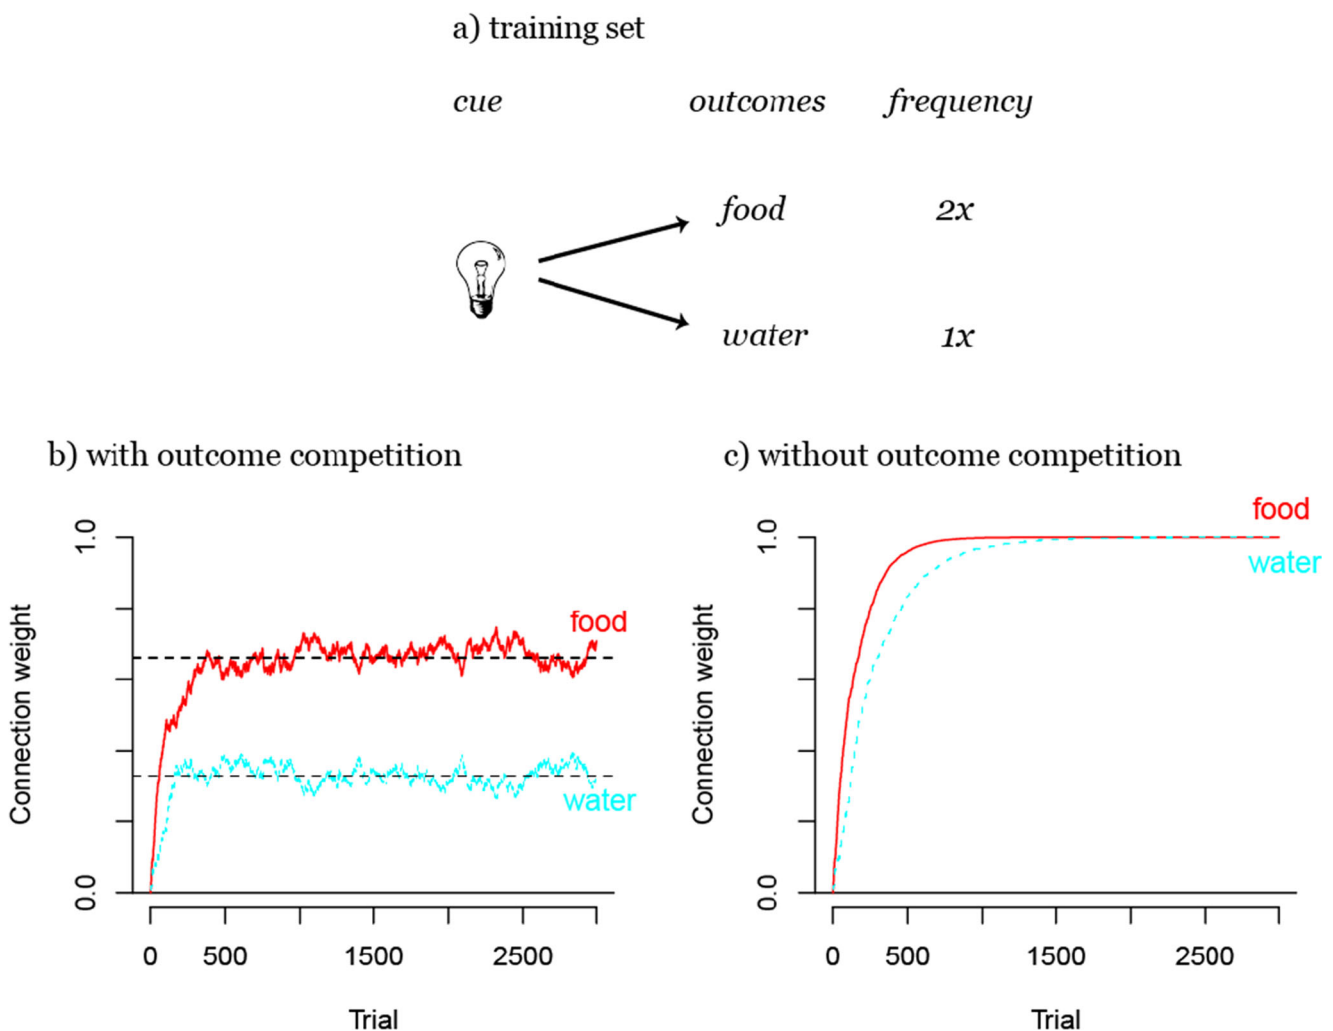 a) training set
cue outcomes frequency
food 2x
water 1x
b) with outcome competition
1.0
0.0
Connection weight
food
water
0 500 1500 2500
Trial
c) without outcome competition
1.0
0.0
Connection weight
food
water
0 500 1500 2500
Trial